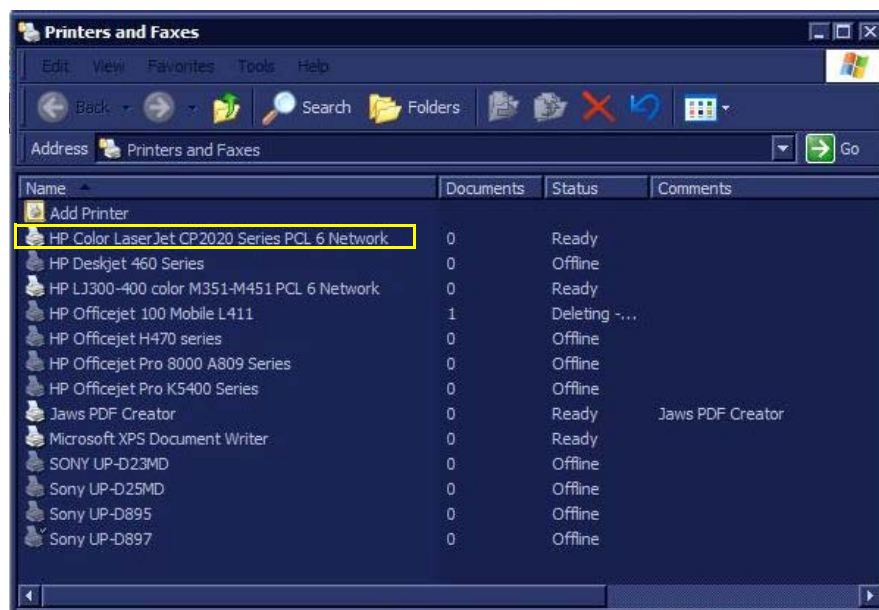 Printers and Faxes
Edit View Favorites Tools Help
Back Search Folders
Address Printers and Faxes Go
Name Documents Status Comments
Add Printer
HP Color LaserJet CP2020 Series PCL 6 Network 0 Ready
HP Deskjet 460 Series 0 Offline
HP LJ300-400 color M351-M451 PCL 6 Network 0 Ready
HP Officejet 100 Mobile L411 1 Deleting -...
HP Officejet H470 series 0 Offline
HP Officejet Pro 8000 A809 Series 0 Offline
HP Officejet Pro K5400 Series 0 Offline
Jaws PDF Creator 0 Ready Jaws PDF Creator
Microsoft XPS Document Writer 0 Ready
SONY UP-D23MD 0 Offline
Sony UP-D25MD 0 Offline
Sony UP-D895 0 Offline
Sony UP-D897 0 Offline